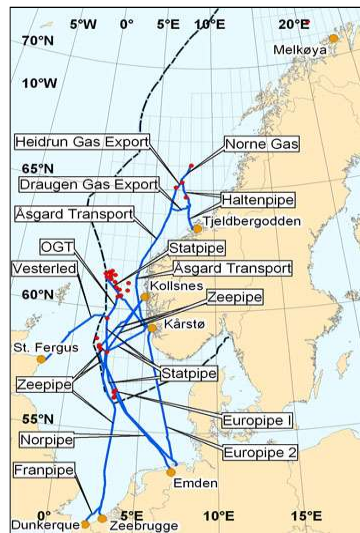 5°W 0°E 5°E 10°E 20°E
70°N
Melkøya
10°W
Heidrun Gas Export
Norne Gas
65°N
Draugen Gas Export
Haltenpipe
Åsgard Transport
Tjeldbergodden
OGT
Statpipe
Vesterled
Åsgard Transport
Kollsnes
60°N
Zeepipe
Kårstø
St. Fergus
Zeepipe
Statpipe
55°N
Europipe I
Norpipe
Europipe 2
Franpipe
Emden
0°
5°E
10°E
15°E
Dunkerque
Zeebrugge